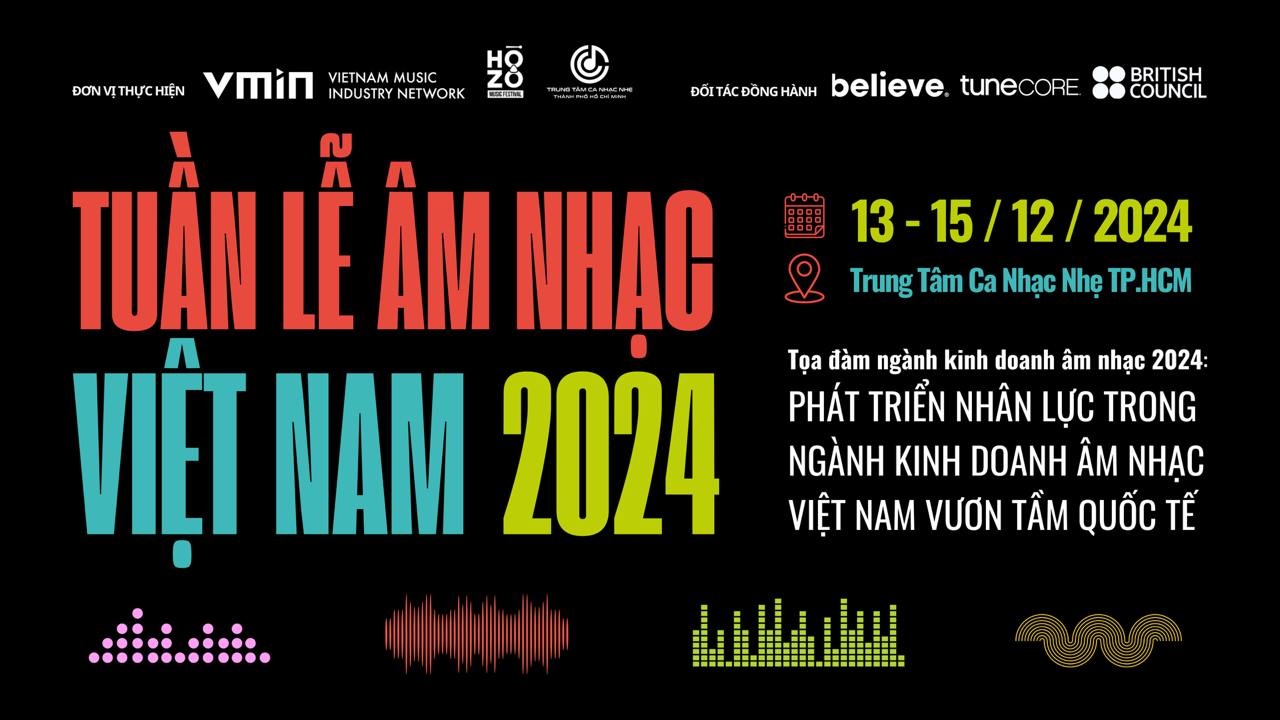 ĐƠN VỊ THỰC HIỆN
vmin VIETNAM MUSIC
INDUSTRY NETWORK
HÒ
ZÔ
MUSIC FESTIVAL
TRUNG TÂM CA NHẠC NHẸ
THÀNH PHỐ HỒ CHÍ MINH
ĐỐI TÁC ĐỒNG HÀNH
believe.
tuneCORE
BRITISH
COUNCIL
TUẦN LỄ ÂM NHẠC
VIỆT NAM 2024
13 - 15 / 12 / 2024
Trung Tâm Ca Nhạc Nhẹ TP.HCM
Tọa đàm ngành kinh doanh âm nhạc 2024:
PHÁT TRIỂN NHÂN LỰC TRONG
NGÀNH KINH DOANH ÂM NHẠC
VIỆT NAM VƯƠN TẦM QUỐC TẾ